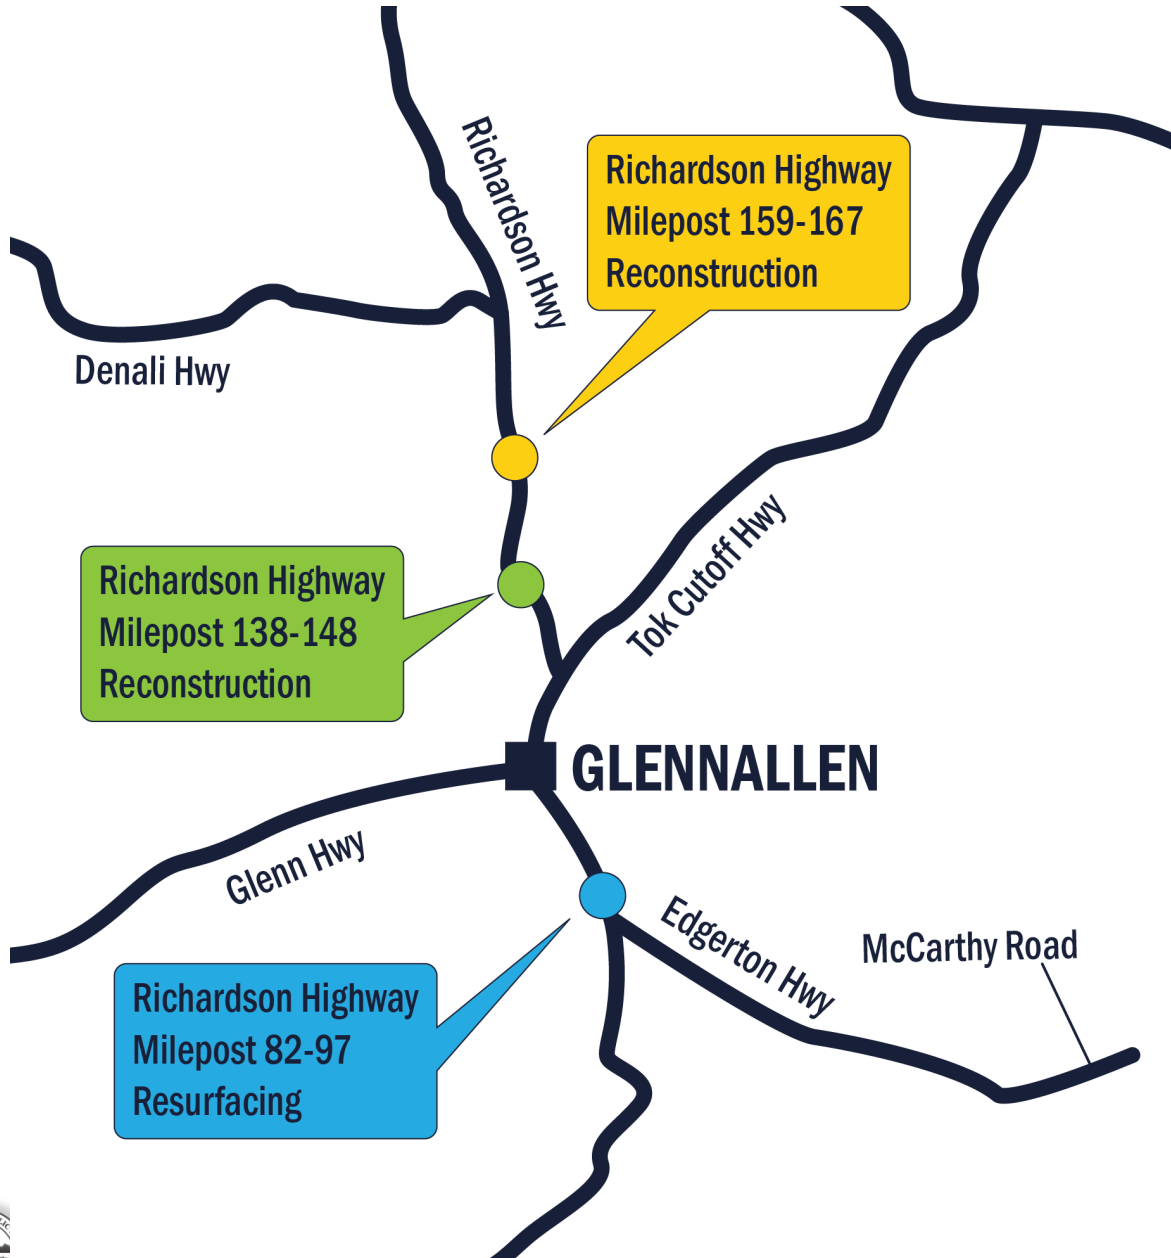 Richardson Hwy
Richardson Highway
Milepost 159-167
Reconstruction
Denali Hwy
Tok Cutoff Hwy
Richardson Highway
Milepost 138-148
Reconstruction
GLENNALLEN
Glenn Hwy
Edgerton Hwy
McCarthy Road
Richardson Highway
Milepost 82-97
Resurfacing